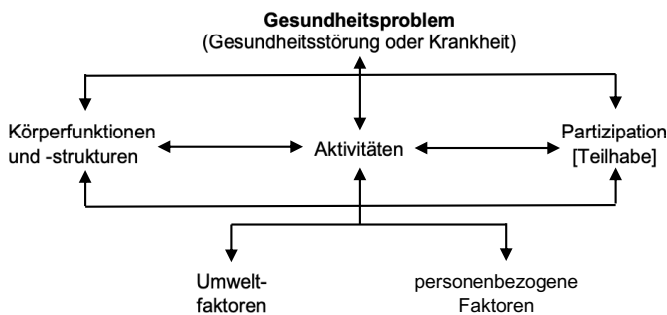 Gesundheitsproblem
(Gesundheitsstörung oder Krankheit)
Körperfunktionen
und -strukturen
Aktivitäten
Partizipation
[Teilhabe]
Umwelt-
faktoren
personenbezogene
Faktoren